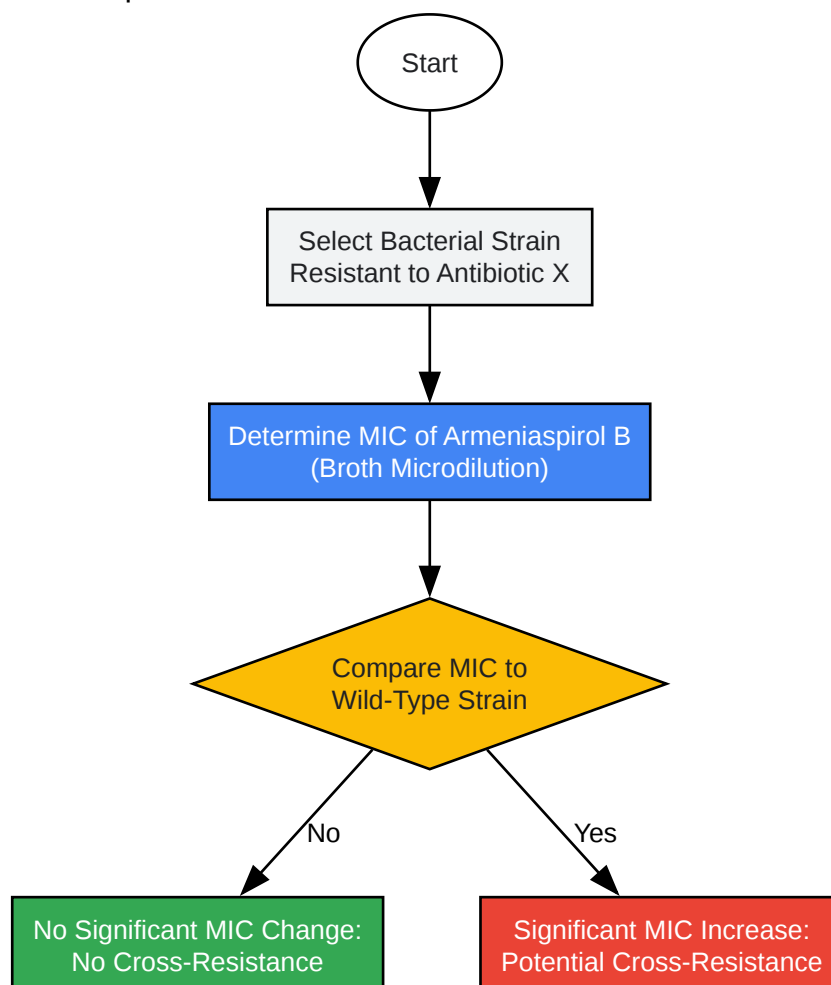 Start
Select Bacterial Strain
Resistant to Antibiotic X
Determine MIC of Armeniaspirol B
(Broth Microdilution)
Compare MIC to
Wild-Type Strain
No
Yes
No Significant MIC Change:
No Cross-Resistance
Significant MIC Increase:
Potential Cross-Resistance